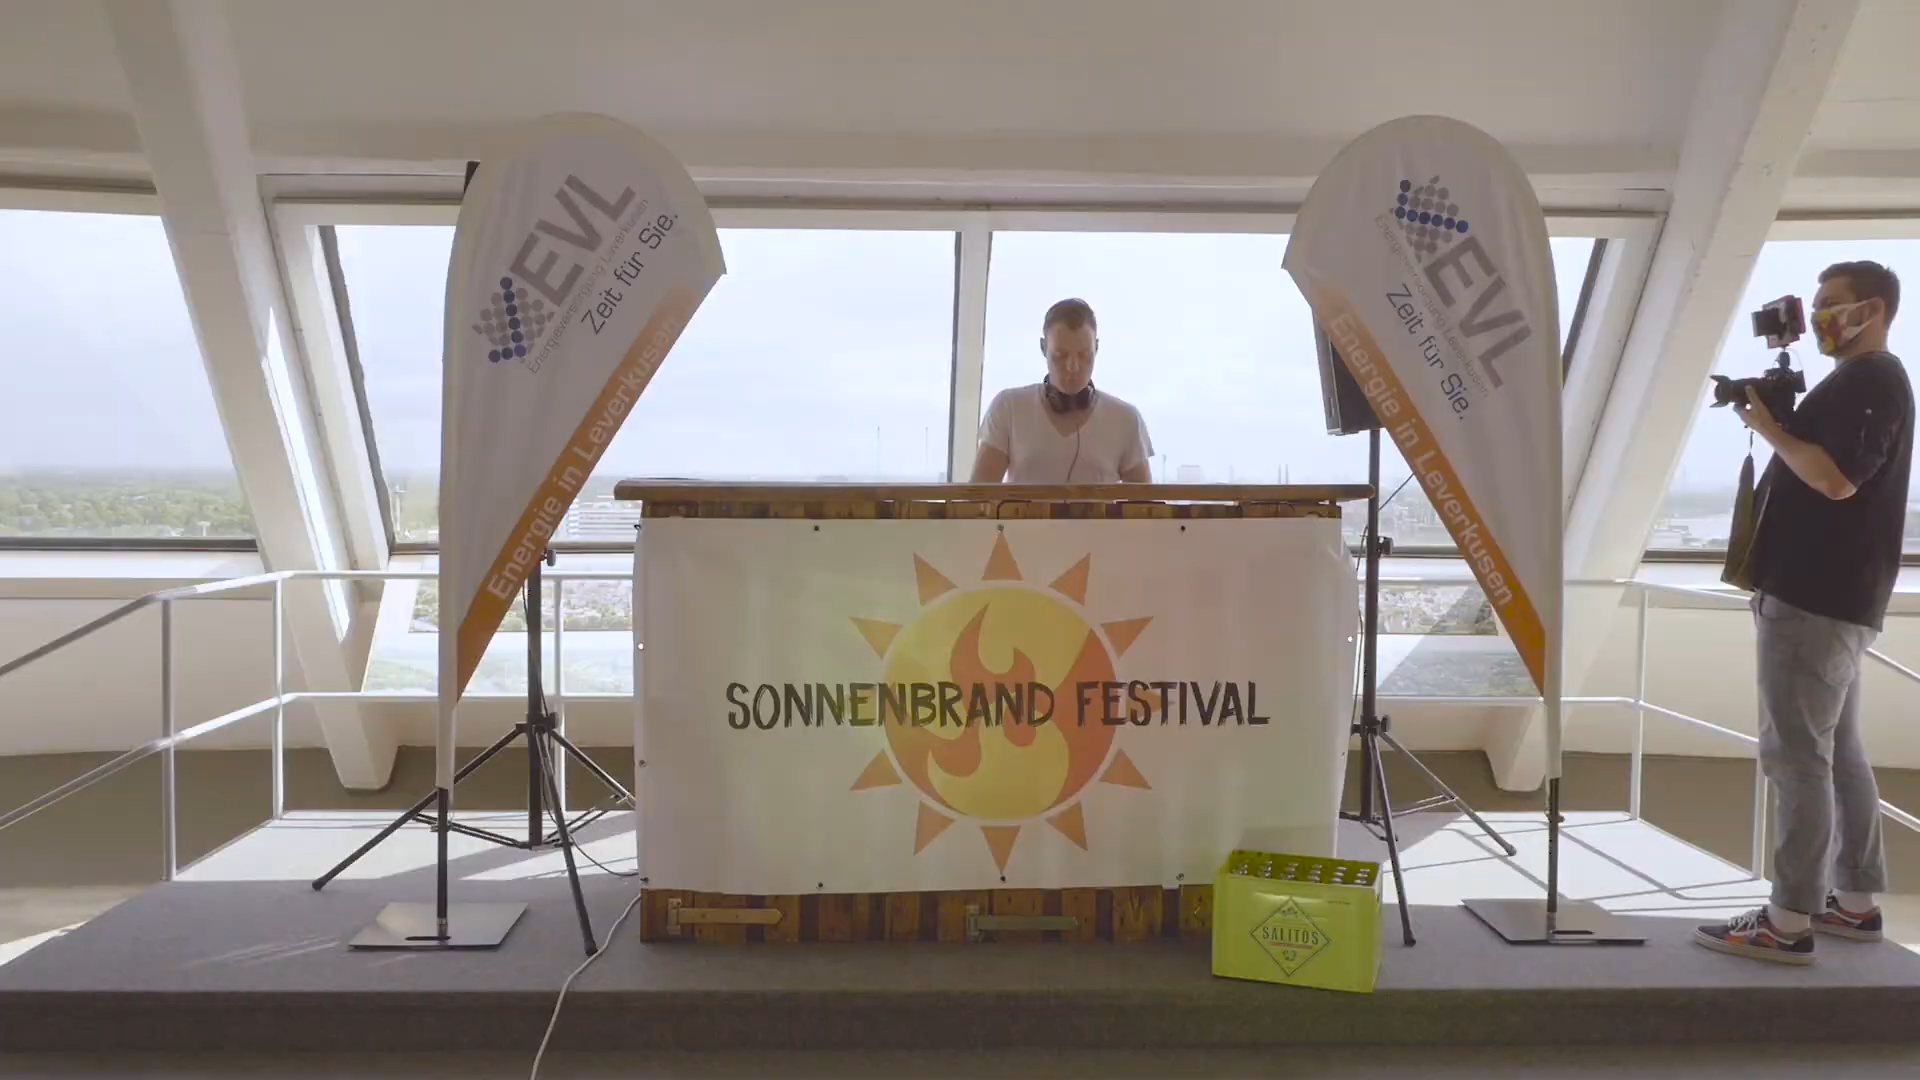 EVL
Energieversorgung Leverkusen
Zeit für Sie.
Energie in Leverkusen
EVL
Energieversorgung Leverkusen
Zeit für Sie.
Energie in Leverkusen
SONNENBRAND FESTIVAL
SALITOS